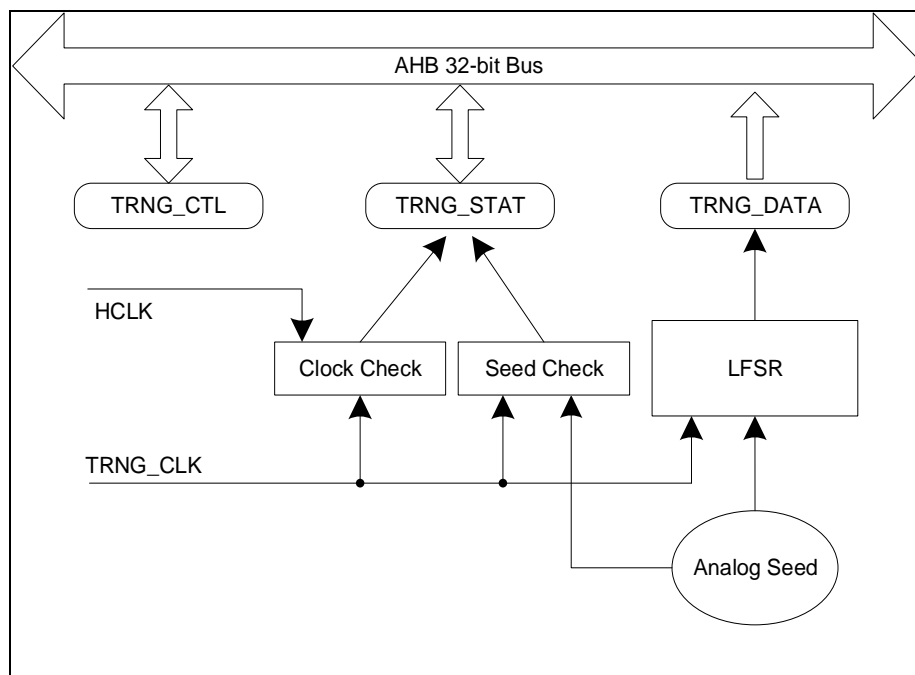 AHB 32-bit Bus
TRNG_CTL
TRNG_STAT
TRNG_DATA
HCLK
Clock Check
Seed Check
LFSR
TRNG_CLK
Analog Seed